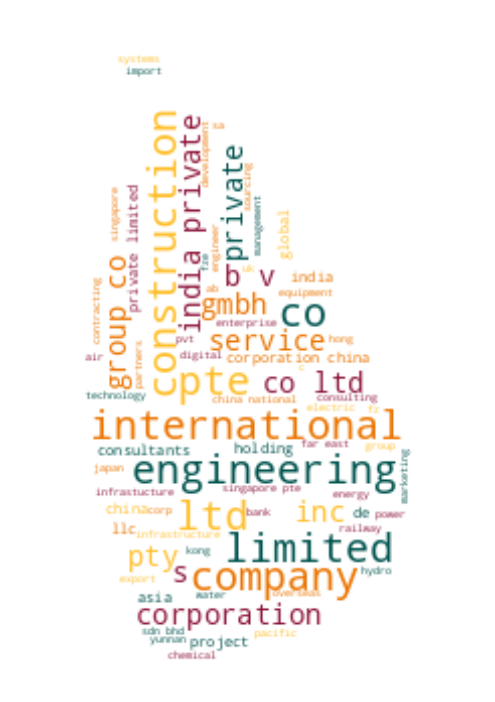 systems
import
construction
india private
development
sa
private
sourcing
management
singapore
private limited
engineer
fze
global
group co
contracting
partners
b v
uk
ab
india
equipment
gmbh
co
enterprise
service
pvt
hong
air
digital
corporation china
c
cpte
co ltd
technology
china national
consulting
electric
fz
international
consultants
holding
far east
group
marketing
japan
engineering
infrastucture
singapore pte
energy
china
corp
ltd
bank
inc
de
power
llc
infrastructure
railway
pty
kong
limited
export
s
company
hydro
asia
water
overseas
corporation
sdn bhd
yunnan
project
pacific
chemical